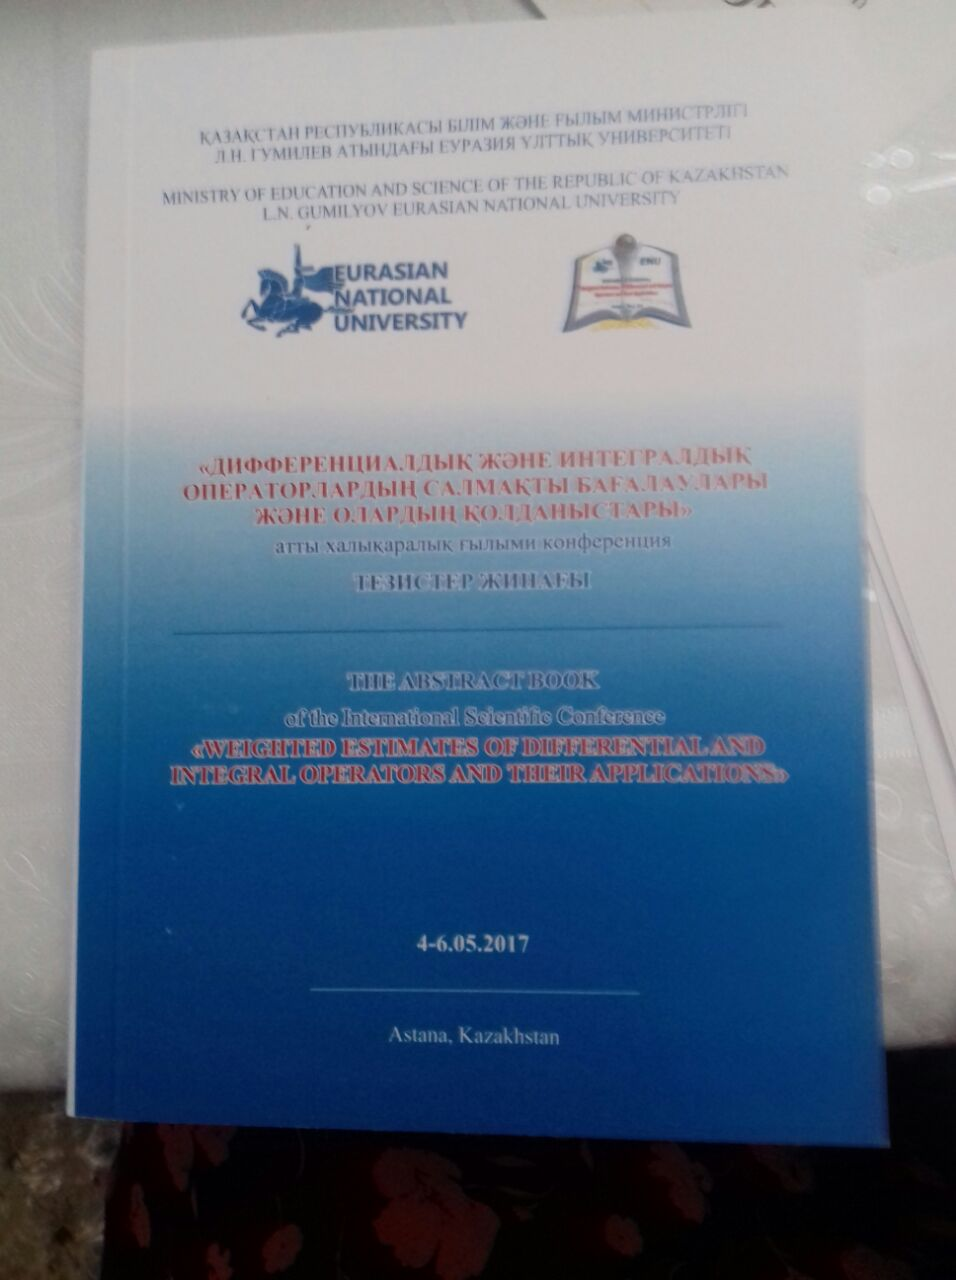 ҚАЗАҚСТАН РЕСПУБЛИКАСЫ БІЛІМ ЖӘНЕ ҒЫЛЫМ МИНИСТРЛІГІ
Л.Н. ГУМИЛЕВ АТЫНДАҒЫ ЕУРАЗИЯ ҰЛТТЫҚ УНИВЕРСИТЕТІ
MINISTRY OF EDUCATION AND SCIENCE OF THE REPUBLIC OF KAZAKHSTAN
L.N. GUMILYOV EURASIAN NATIONAL UNIVERSITY
EURASIAN
NATIONAL
UNIVERSITY
ENU
«ДИФФЕРЕНЦИАЛДЫҚ ЖӘНЕ ИНТЕГРАЛДЫҚ
ОПЕРАТОРЛАРДЫҢ САЛМАҚТЫ БАҒАЛАУЛАРЫ
ЖӘНЕ ОЛАРДЫҢ ҚОЛДАНЫСТАРЫ»
атты халықаралық ғылыми конференция
ТЕЗИСТЕР ЖИНАҒЫ
THE ABSTRACT BOOK
of the International Scientific Conference
«WEIGHTED ESTIMATES OF DIFFERENTIAL AND
INTEGRAL OPERATORS AND THEIR APPLICATIONS»
4-6.05.2017
Astana, Kazakhstan